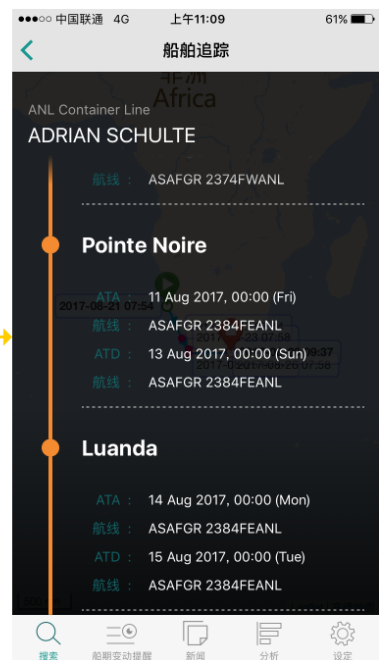 中国联通 4G 上午11:09 61%
船舶追踪
非洲
Africa
ANL Container Line
ADRIAN SCHULTE
航线 : ASAFGR 2374FWANL
Pointe Noire
2017-08-21 07:54
ATA : 11 Aug 2017, 00:00 (Fri)
航线 : ASAFGR 2384FEANL
ATD : 13 Aug 2017, 00:00 (Sun)
航线 : ASAFGR 2384FEANL
Luanda
ATA : 14 Aug 2017, 00:00 (Mon)
航线 : ASAFGR 2384FEANL
ATD : 15 Aug 2017, 00:00 (Tue)
航线 : ASAFGR 2384FEANL
搜索 船期变动提醒 新闻 分析 设定